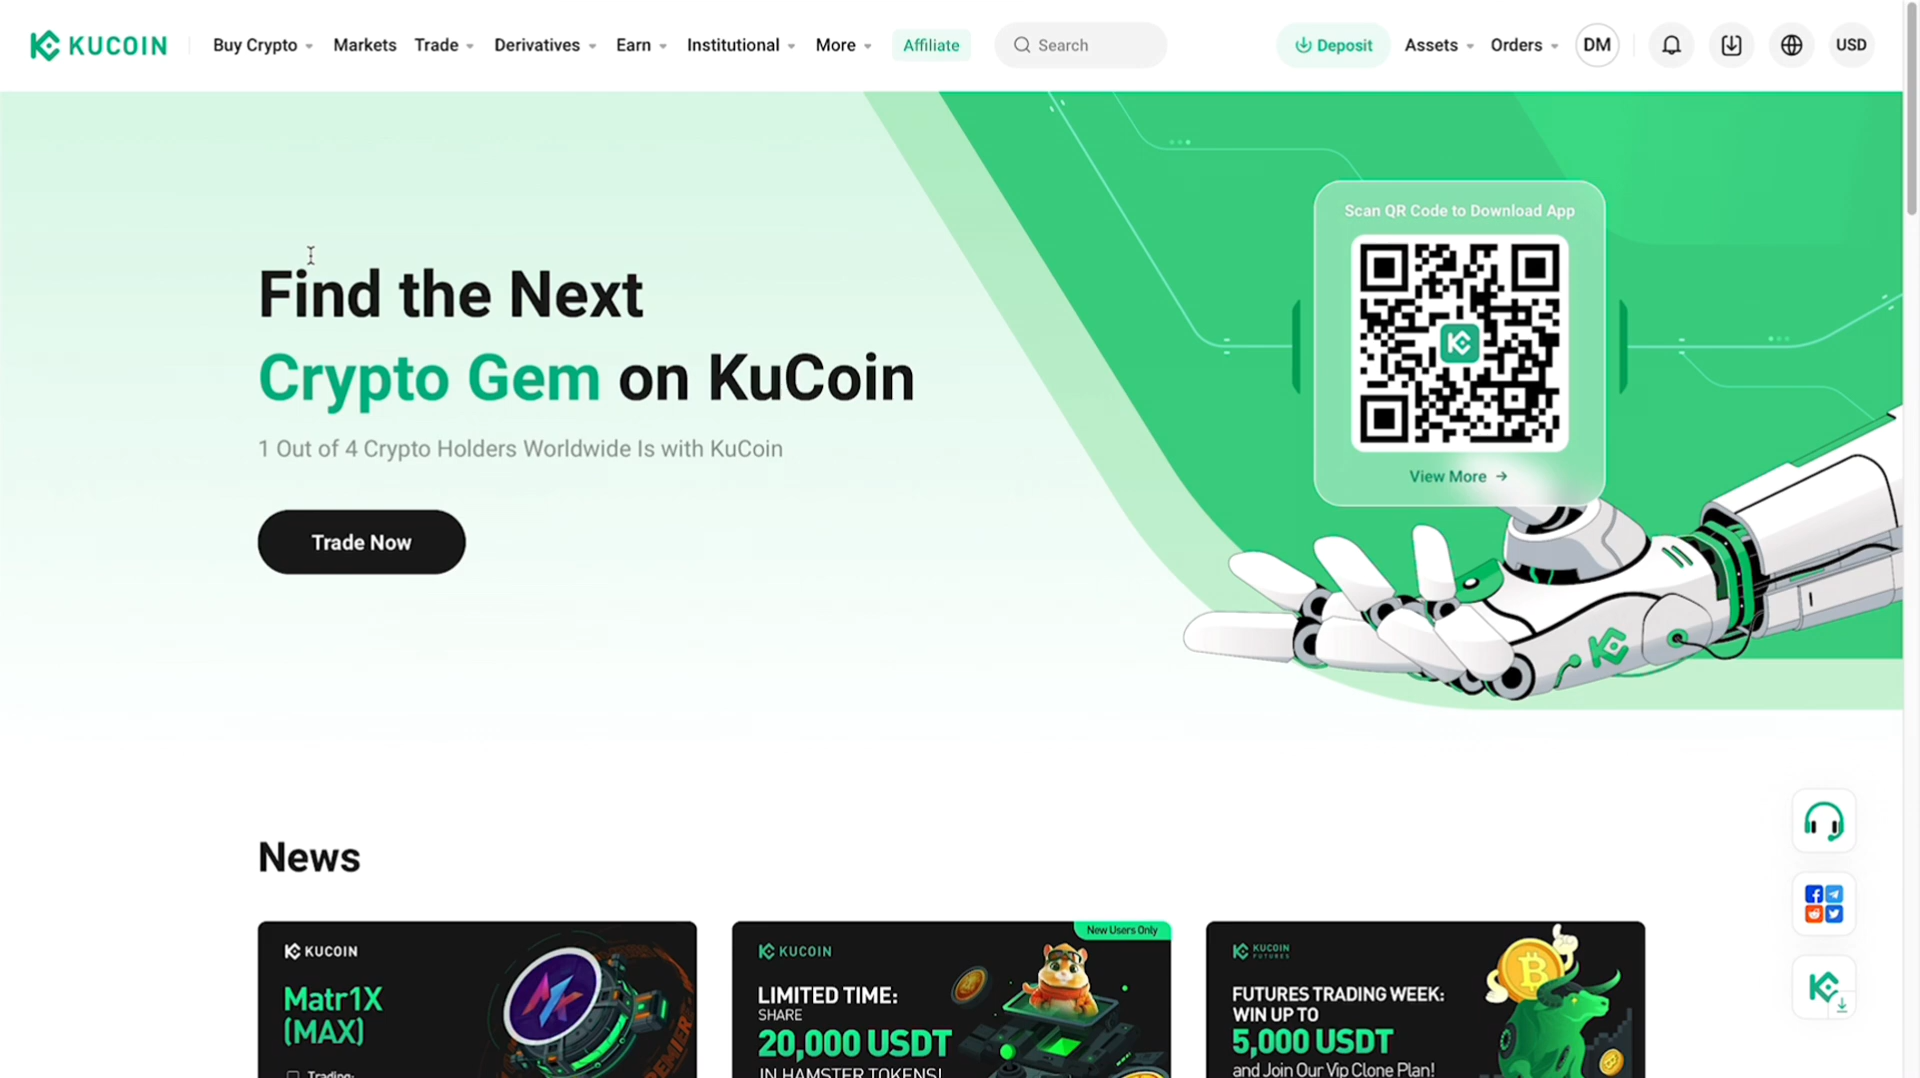 KUCOIN Buy Crypto Markets Trade Derivatives Earn Institutional More Affiliate Search Deposit Assets Orders DM USD
Scan QR Code to Download App
Find the Next
Crypto Gem on KuCoin
1 Out of 4 Crypto Holders Worldwide Is with KuCoin
View More →
Trade Now
News
KUCOIN
Matr1X
(MAX)
Trading:
PREMIER
New Users Only
KUCOIN
LIMITED TIME:
SHARE
20,000 USDT
IN HAMSTER TOKENS!
KUCOIN
FUTURES
FUTURES TRADING WEEK:
WIN UP TO
5,000 USDT
and Join Our Vip Clone Plan!